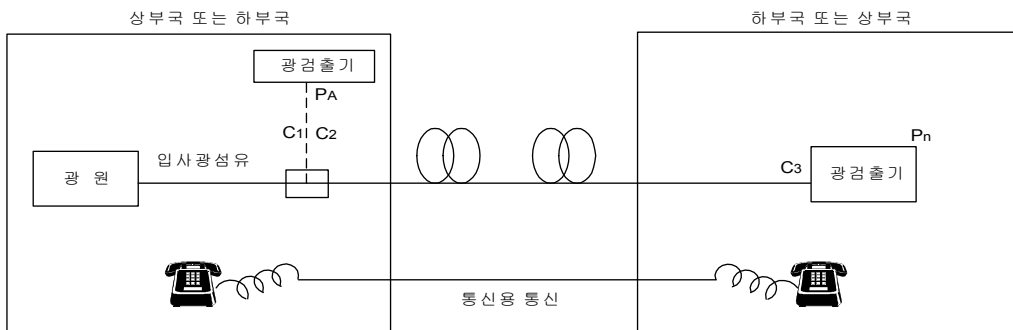 상부국 또는 하부국
하부국 또는 상부국
광검출기
PA
C1 C2
Pn
입사광섬유
광 원
C3
광검출기
통신용 통신